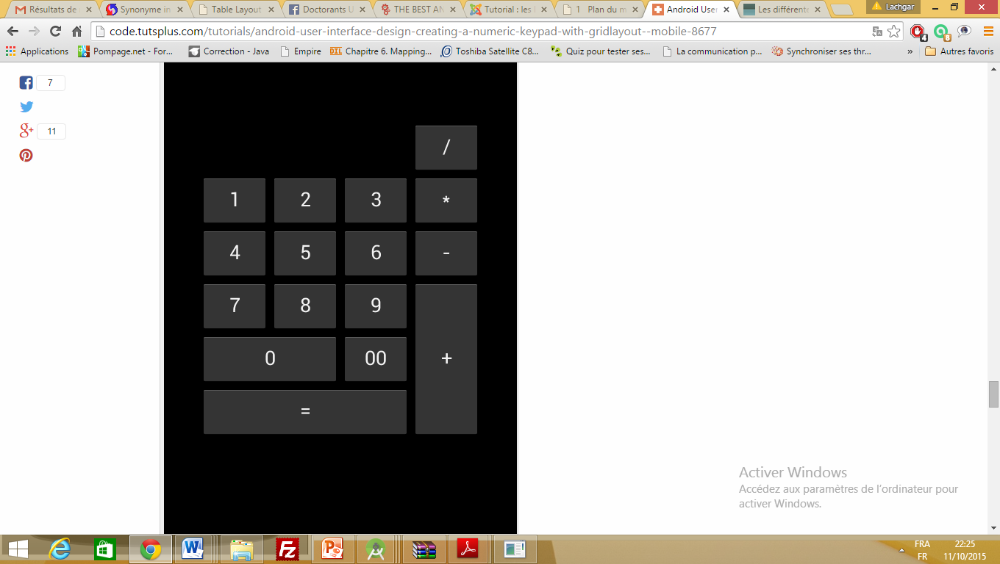 Résultats de
Synonyme in
Table Layout
Doctorants U
THE BEST AN
Tutorial : les
1 Plan du m
Android User
Les différente
Lachgar
code.tutsplus.com/tutorials/android-user-interface-design-creating-a-numeric-keypad-with-gridlayout--mobile-8677
4
8
Applications
Pompage.net - For...
Correction - Java
Empire
Chapitre 6. Mapping...
Toshiba Satellite C8...
Quiz pour tester ses...
La communication p...
Synchroniser ses thr...
»
Autres favoris
7
11
/
1 2 3 *
4 5 6 -
7 8 9
0 00 +
=
Activer Windows
Accédez aux paramètres de l'ordinateur pour
activer Windows.
FRA 22:25
FR 11/10/2015